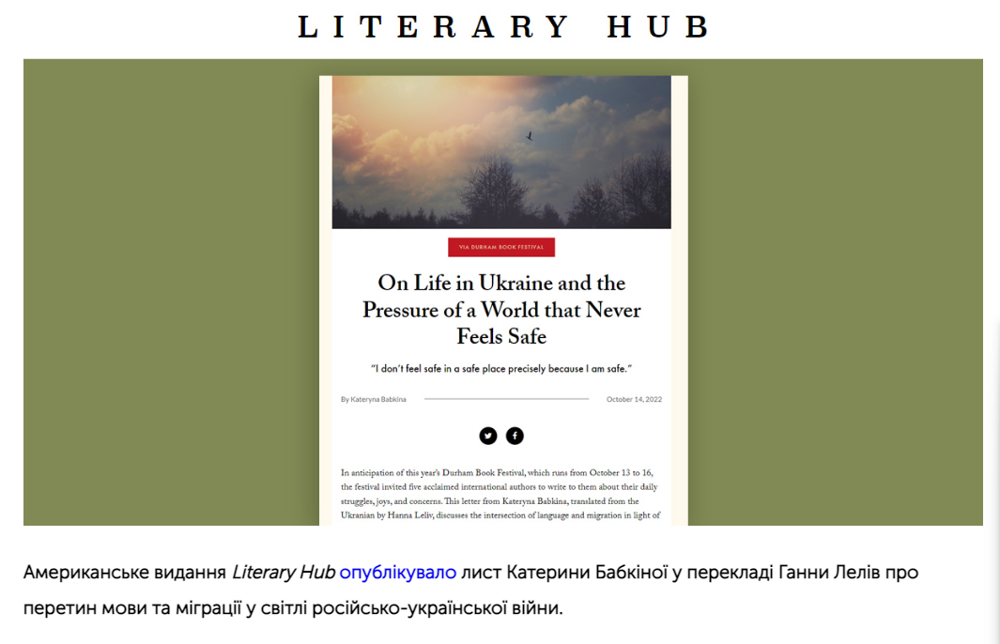 LITERARY HUB
VIA DURHAM BOOK FESTIVAL
On Life in Ukraine and the
Pressure of a World that Never
Feels Safe
“I don’t feel safe in a safe place precisely because I am safe.”
By Kateryna Babkina
October 14, 2022
In anticipation of this year’s Durham Book Festival, which runs from October 13 to 16,
the festival invited five acclaimed international authors to write to them about their daily
struggles, joys, and concerns. This letter from Kateryna Babkina, translated from the
Ukranian by Hanna Leliv, discusses the intersection of language and migration in light of
Американське видання Literary Hub опублікувало лист Катерини Бабкіної у перекладі Ганни Лелів про
перетин мови та міграції у світлі російсько-української війни.